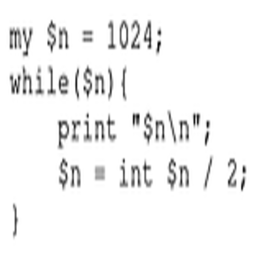 my $n = 1024;
while($n){
    print "$n\n";
    $n = int $n / 2;
}